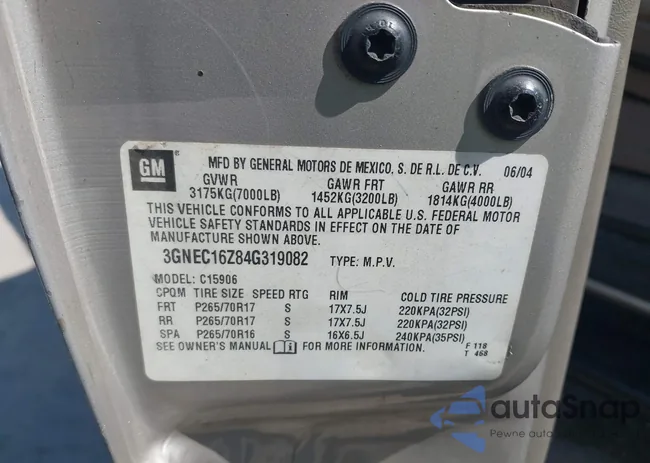 GM
MFD BY GENERAL MOTORS DE MEXICO, S. DE R.L. DE C.V. 06/04
GVWR GAWR FRT GAWR RR
3175KG(7000LB) 1452KG(3200LB) 1814KG(4000LB)
THIS VEHICLE CONFORMS TO ALL APPLICABLE U.S. FEDERAL MOTOR
VEHICLE SAFETY STANDARDS IN EFFECT ON THE DATE OF
MANUFACTURE SHOWN ABOVE.
3GNEC16Z84G319082 TYPE: M.P.V.
MODEL: C15906
CPQM TIRE SIZE SPEED RTG RIM COLD TIRE PRESSURE
FRT P265/70R17 S 17X7.5J 220KPA(32PSI)
RR P265/70R17 S 17X7.5J 220KPA(32PSI)
SPA P265/70R16 S 16X6.5J 240KPA(35PSI)
SEE OWNER'S MANUAL FOR MORE INFORMATION.
F 118
T 468
autoSnap
Pewne auto